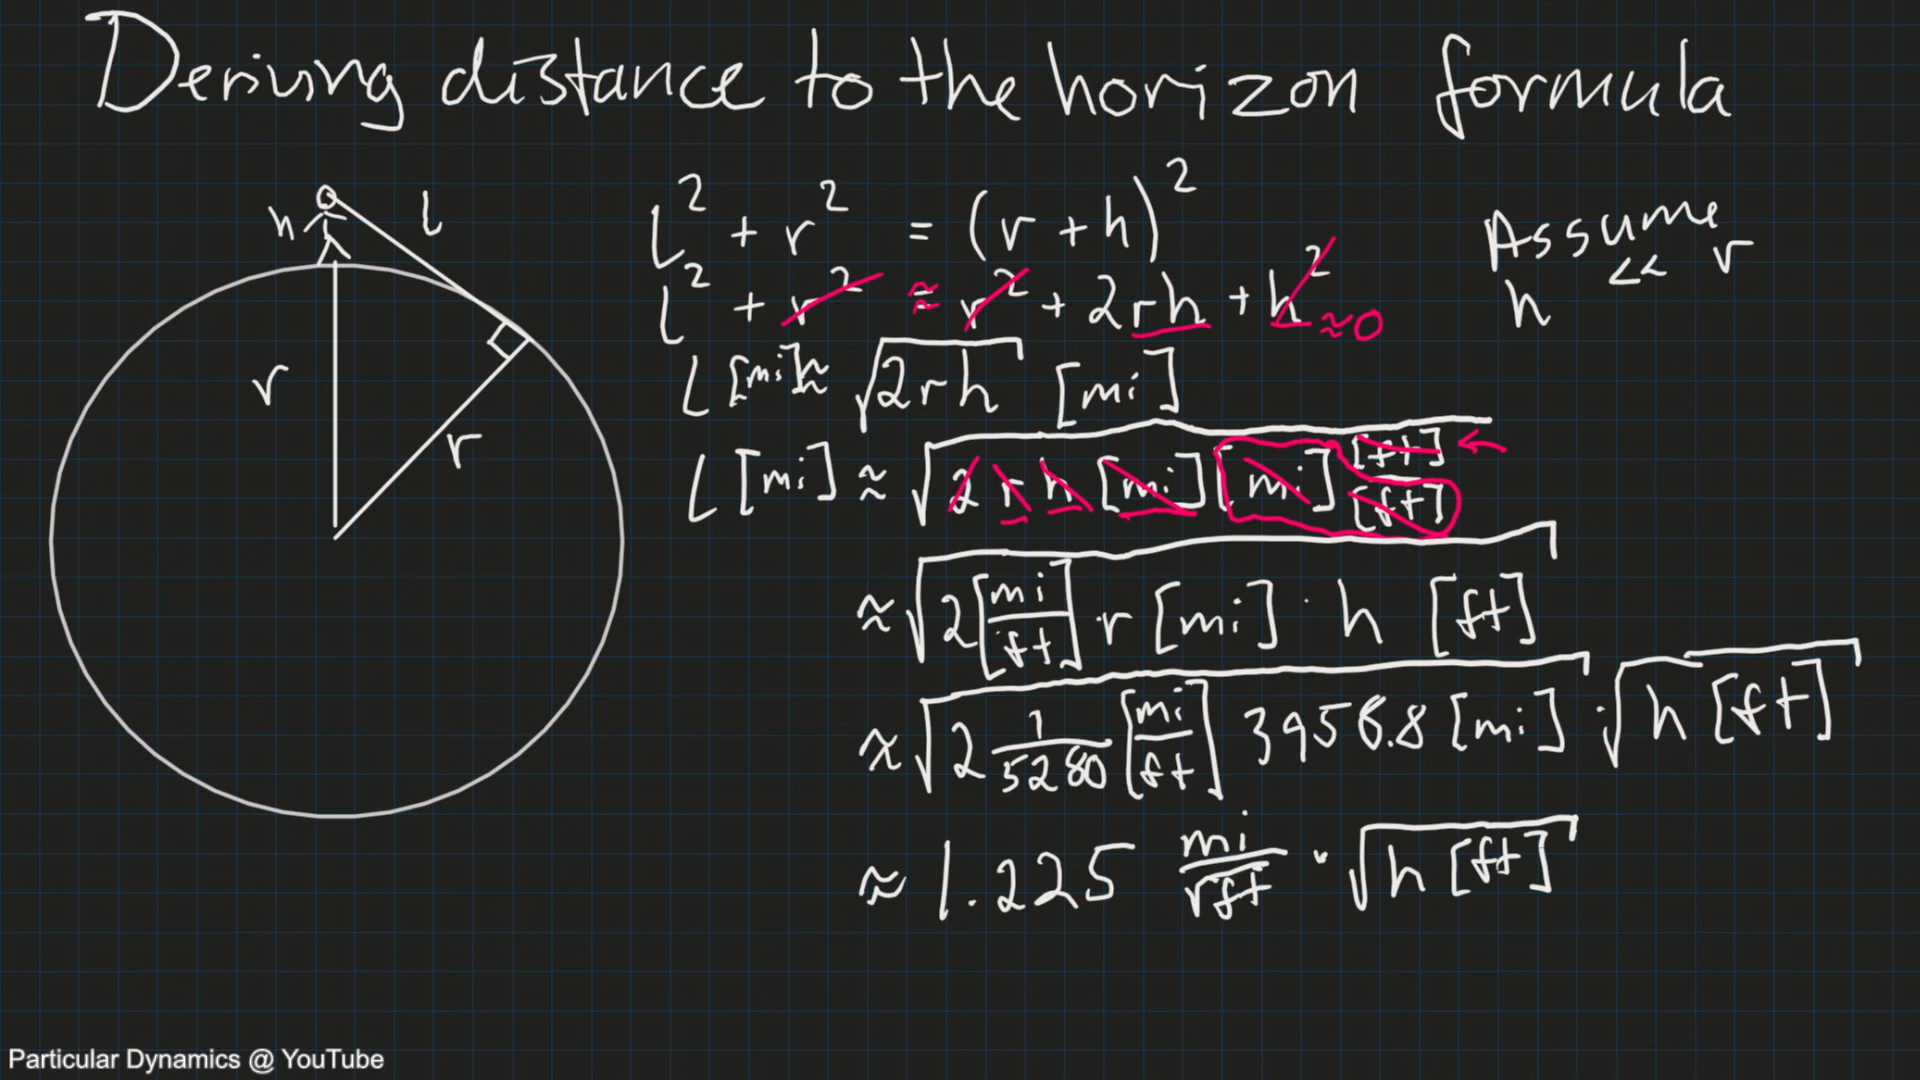 Deriving distance to the horizon formula
h l
r
r
l² + r² = (r + h)²
Assume
h << r
l² + r² ≈ r² + 2rh + h² ≈0
l [mi] ≈ √2rh [mi]
l [mi] ≈ √2 r h [mi] [mi] [ft]/[ft] ←
≈ √2 [mi/ft] · r [mi] · h [ft]
≈ √2 1/5280 [mi/ft] 3958.8 [mi] · √h [ft]
≈ 1.225 mi/√ft · √h [ft]
Particular Dynamics @ YouTube